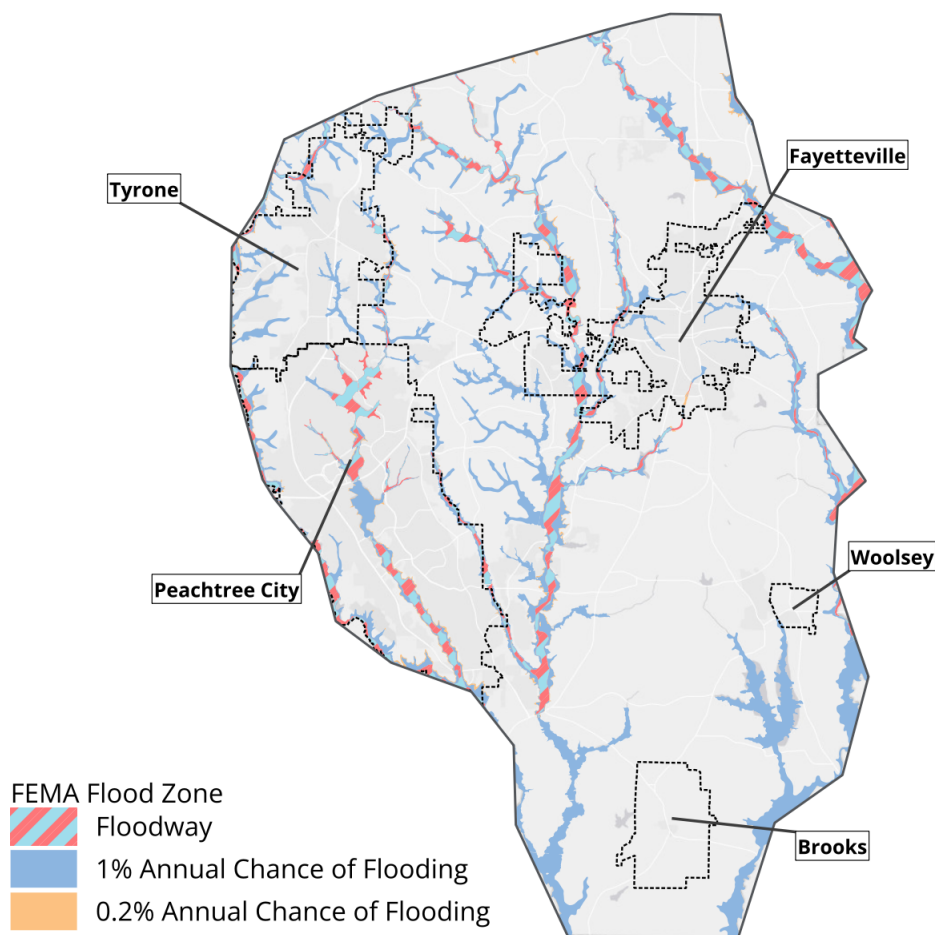 Fayetteville
Tyrone
Woolsey
Peachtree City
Brooks
FEMA Flood Zone
Floodway
1% Annual Chance of Flooding
0.2% Annual Chance of Flooding